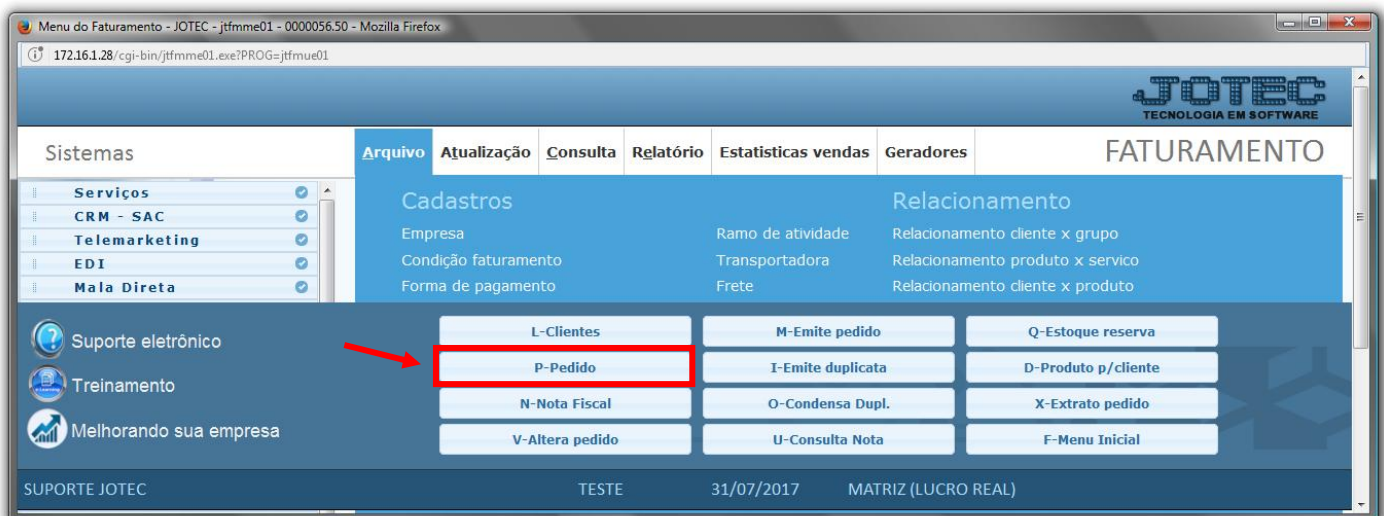 Menu do Faturamento - JOTEC - jtfmme01 - 0000056.50 - Mozilla Firefox
172.16.1.28/cgi-bin/jtfmme01.exe?PROG=jtfmue01
JOTEC
TECNOLOGIA EM SOFTWARE
Sistemas
Arquivo Atualização Consulta Relatório Estatisticas vendas Geradores
FATURAMENTO
Serviços
CRM - SAC
Telemarketing
EDI
Mala Direta
Cadastros Relacionamento
Empresa Ramo de atividade Relacionamento cliente x grupo
Condição faturamento Transportadora Relacionamento produto x servico
Forma de pagamento Frete Relacionamento cliente x produto
Suporte eletrônico
Treinamento
Melhorando sua empresa
L-Clientes M-Emite pedido Q-Estoque reserva
P-Pedido I-Emite duplicata D-Produto p/cliente
N-Nota Fiscal O-Condensa Dupl. X-Extrato pedido
V-Altera pedido U-Consulta Nota F-Menu Inicial
SUPORTE JOTEC TESTE 31/07/2017 MATRIZ (LUCRO REAL)